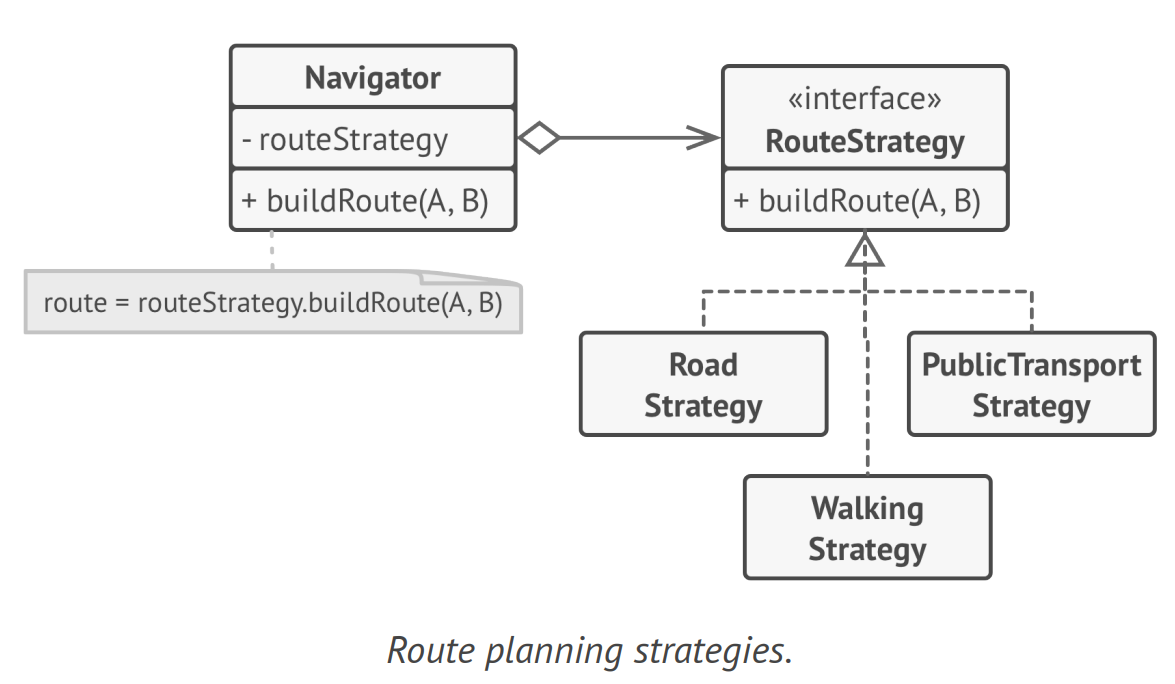 Navigator
- routeStrategy
+ buildRoute(A, B)
route = routeStrategy.buildRoute(A, B)
«interface»
RouteStrategy
+ buildRoute(A, B)
Road
Strategy
PublicTransport
Strategy
Walking
Strategy
Route planning strategies.